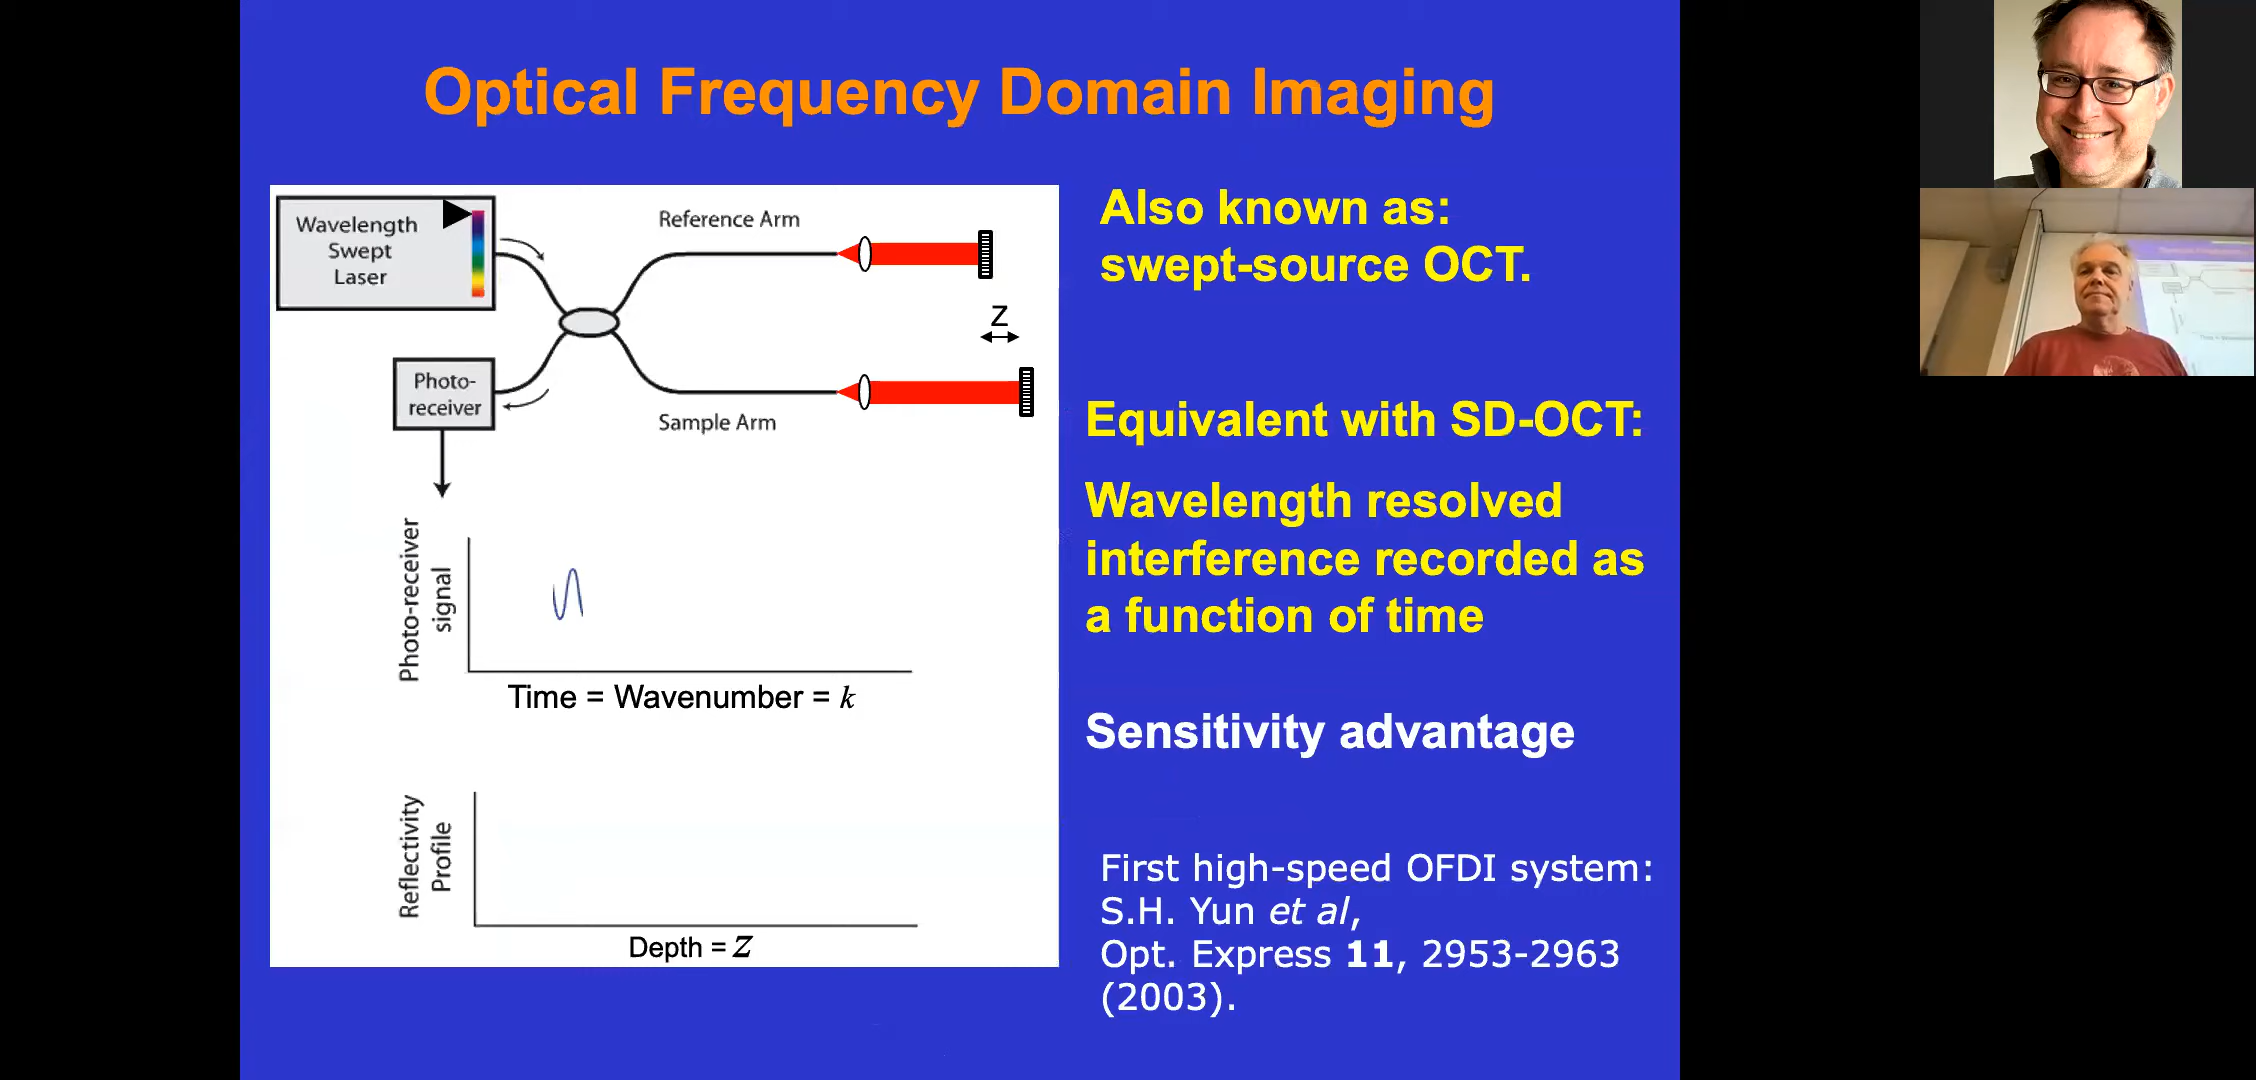 Optical Frequency Domain Imaging
Wavelength
Swept
Laser
Reference Arm
Z
Photo-
receiver
Sample Arm
Photo-receiver
signal
Time = Wavenumber = k
Reflectivity
Profile
Depth = Z
Also known as:
swept-source OCT.
Equivalent with SD-OCT:
Wavelength resolved
interference recorded as
a function of time
Sensitivity advantage
First high-speed OFDI system:
S.H. Yun et al,
Opt. Express 11, 2953-2963
(2003).